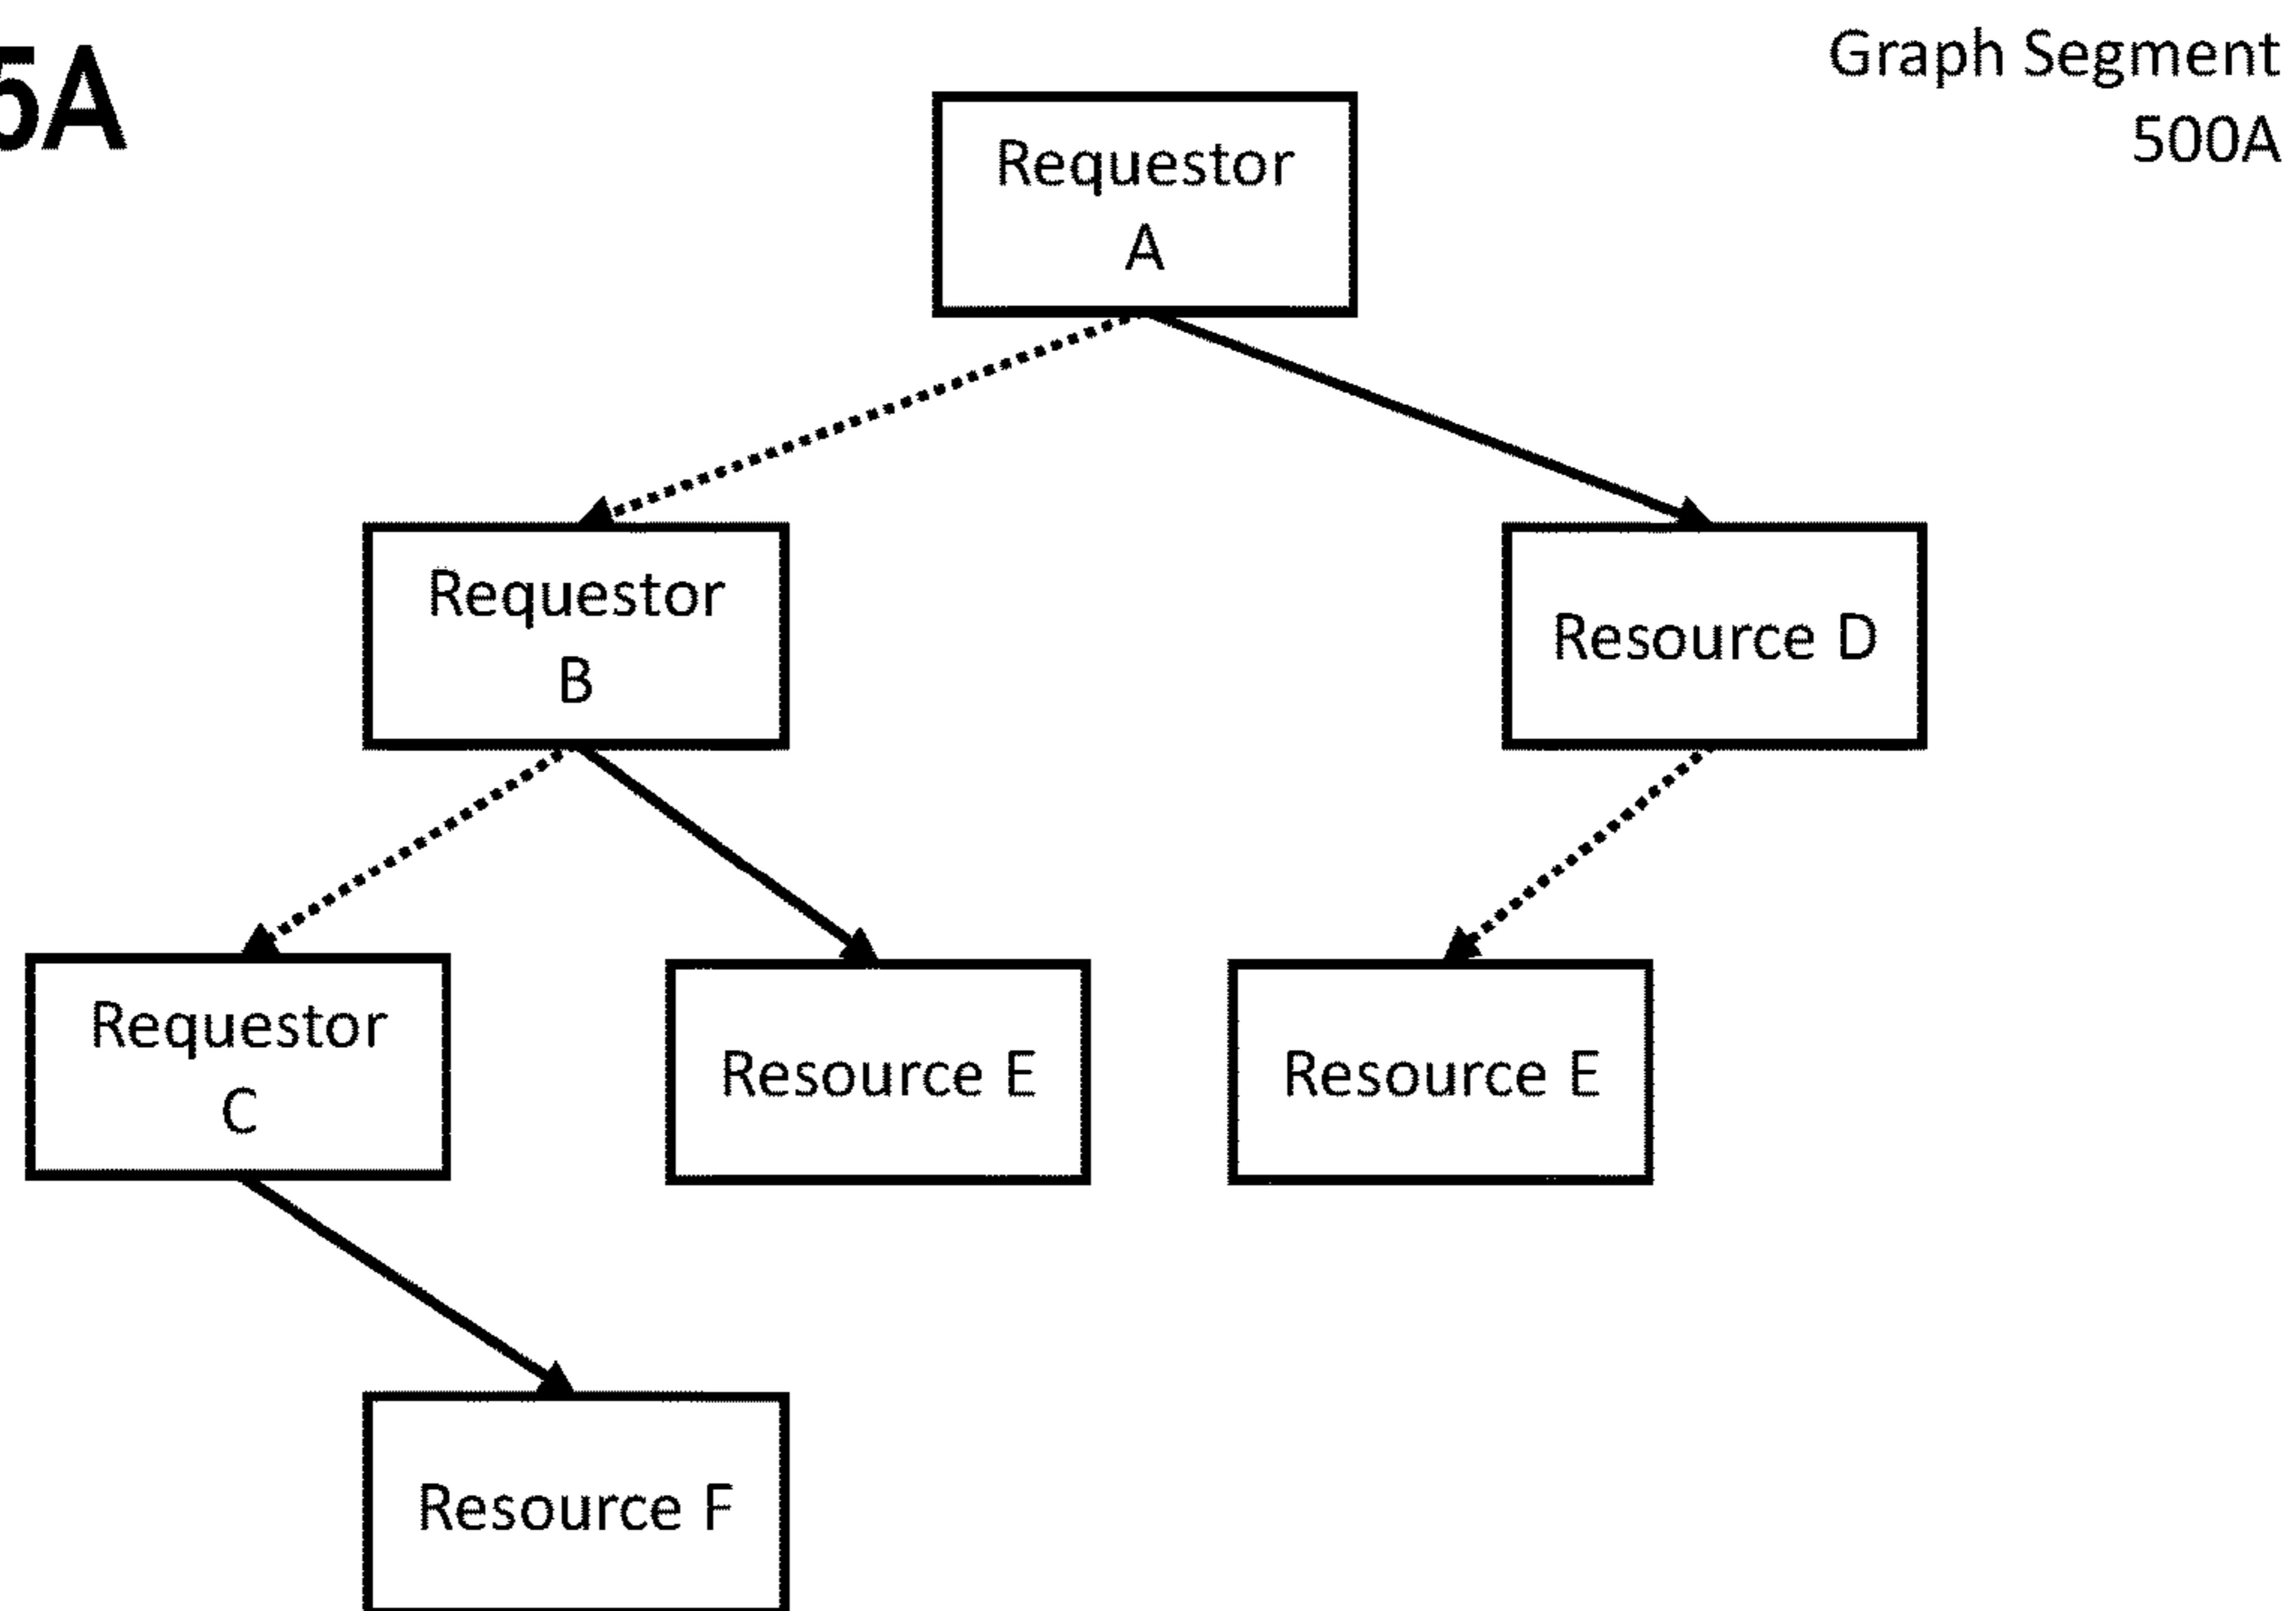 5A
Graph Segment
500A
Requestor
A
Requestor
B
Resource D
Requestor
C
Resource E
Resource E
Resource F